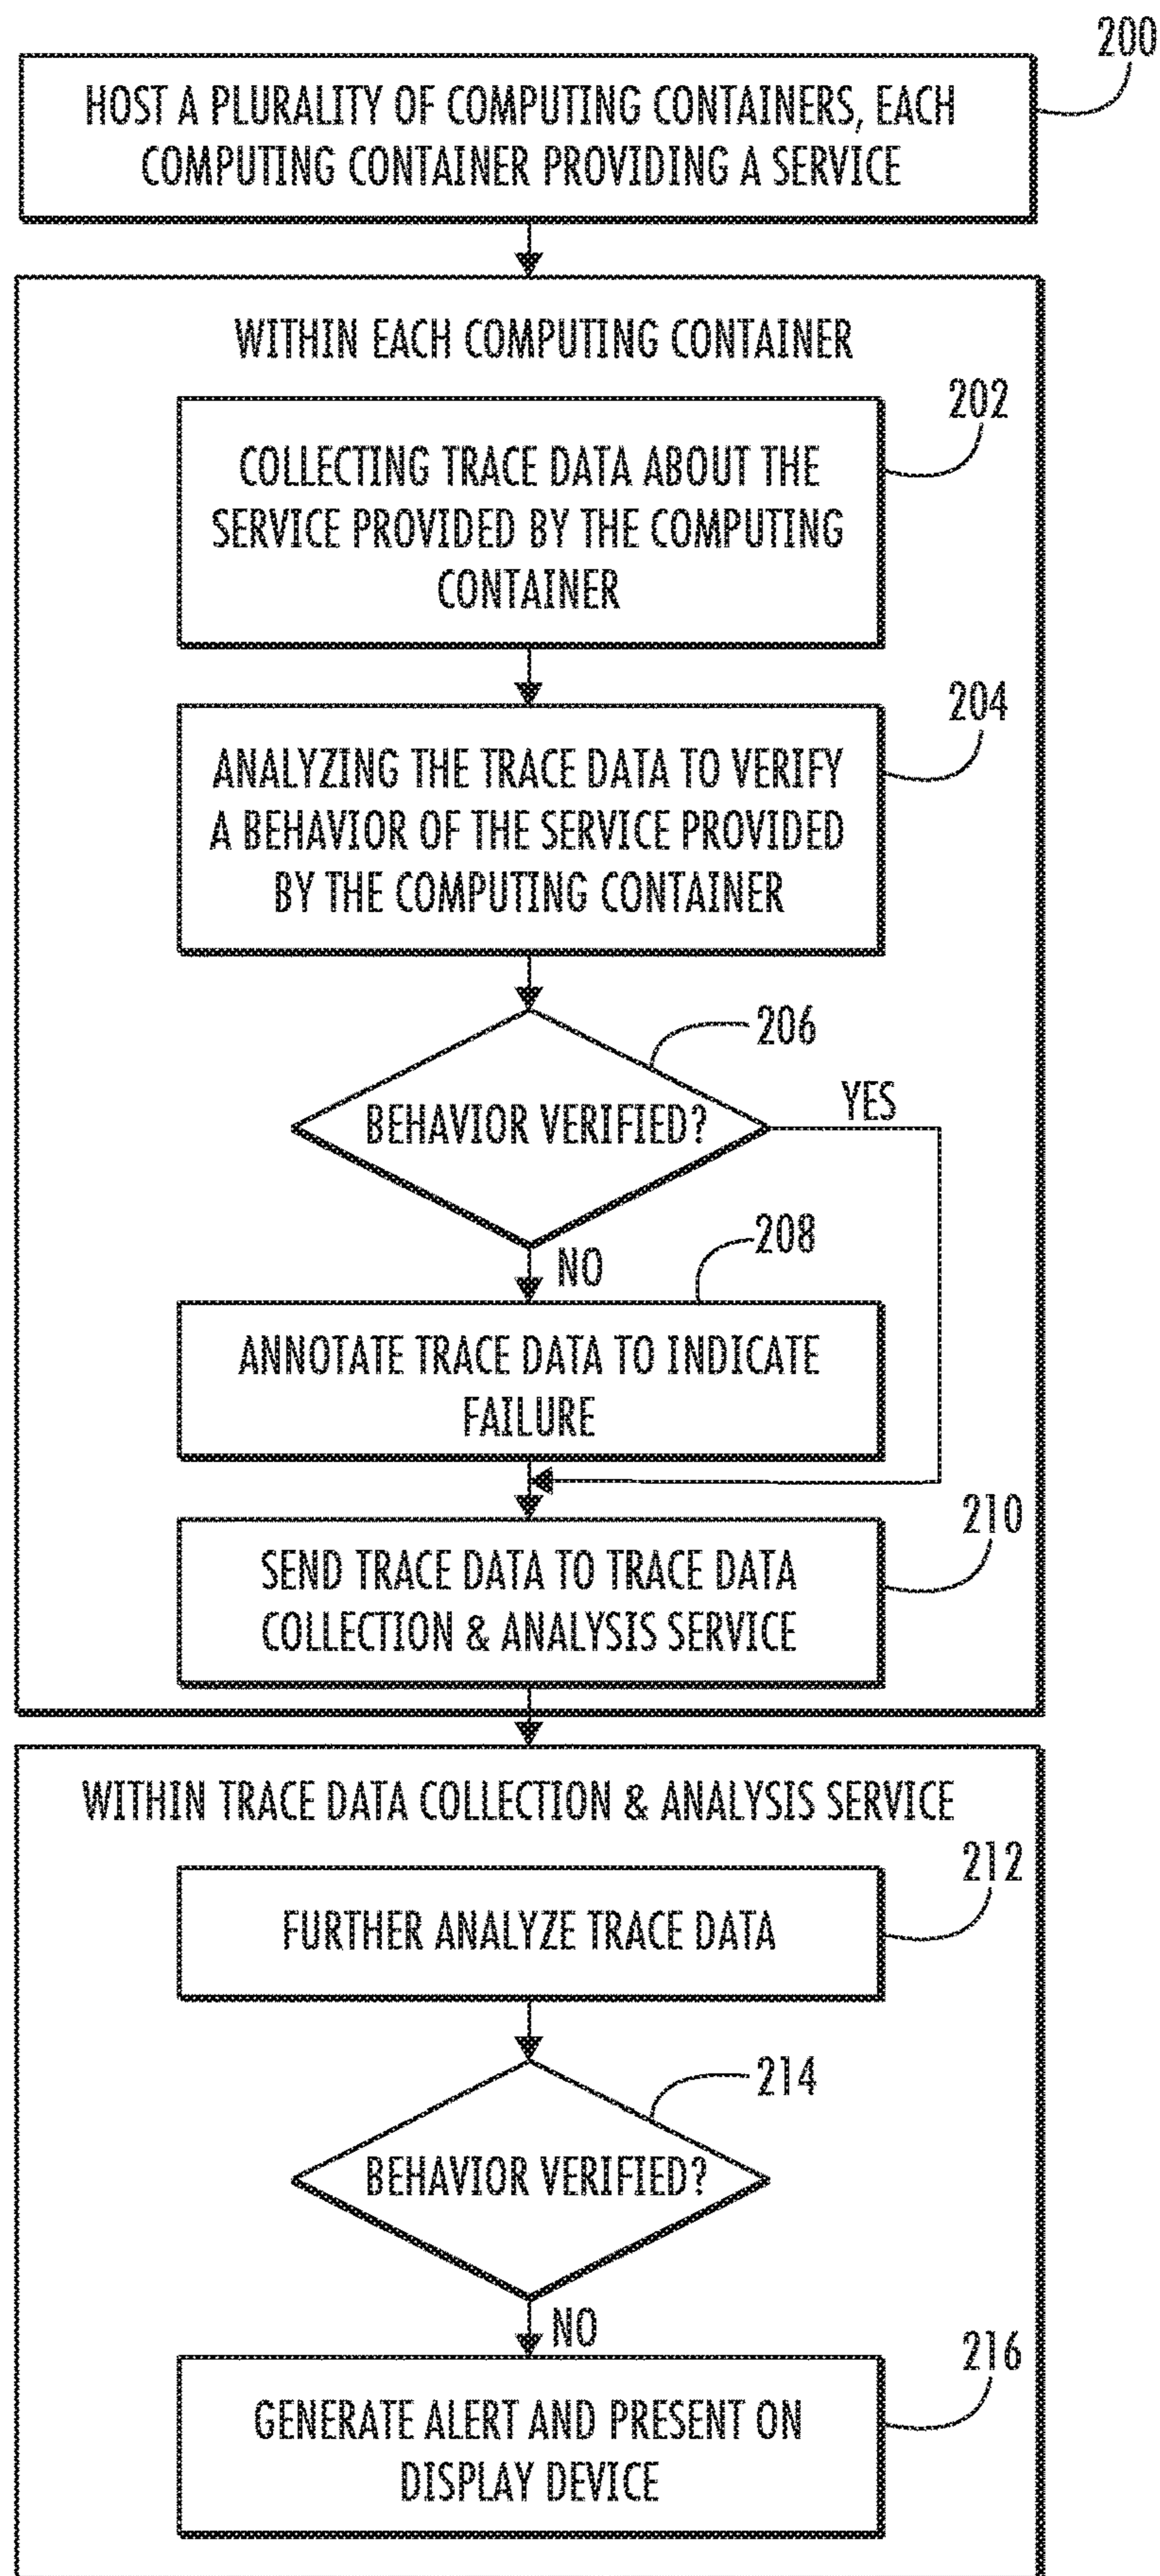 200
HOST A PLURALITY OF COMPUTING CONTAINERS, EACH
COMPUTING CONTAINER PROVIDING A SERVICE
WITHIN EACH COMPUTING CONTAINER
202
COLLECTING TRACE DATA ABOUT THE
SERVICE PROVIDED BY THE COMPUTING
CONTAINER
204
ANALYZING THE TRACE DATA TO VERIFY
A BEHAVIOR OF THE SERVICE PROVIDED
BY THE COMPUTING CONTAINER
206
BEHAVIOR VERIFIED?
YES
NO
208
ANNOTATE TRACE DATA TO INDICATE
FAILURE
210
SEND TRACE DATA TO TRACE DATA
COLLECTION & ANALYSIS SERVICE
WITHIN TRACE DATA COLLECTION & ANALYSIS SERVICE
212
FURTHER ANALYZE TRACE DATA
214
BEHAVIOR VERIFIED?
NO
216
GENERATE ALERT AND PRESENT ON
DISPLAY DEVICE